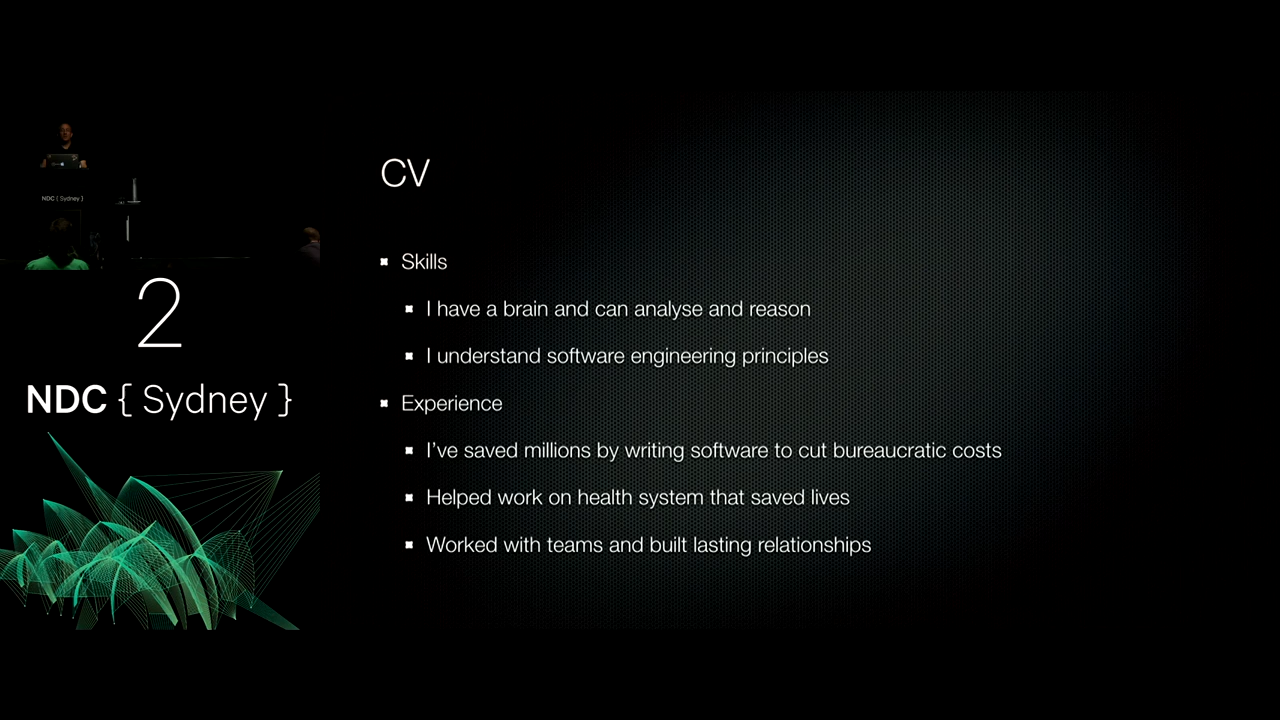 NDC { Sydney }
2
NDC { Sydney }
CV
Skills
I have a brain and can analyse and reason
I understand software engineering principles
Experience
I've saved millions by writing software to cut bureaucratic costs
Helped work on health system that saved lives
Worked with teams and built lasting relationships